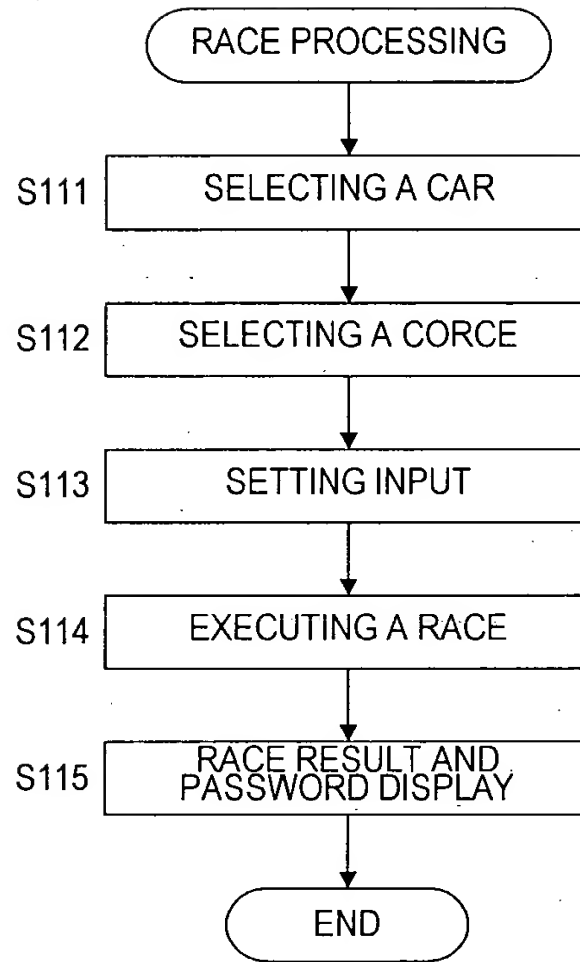 RACE PROCESSING
S111 SELECTING A CAR
S112 SELECTING A CORCE
S113 SETTING INPUT
S114 EXECUTING A RACE
S115 RACE RESULT AND
PASSWORD DISPLAY
END